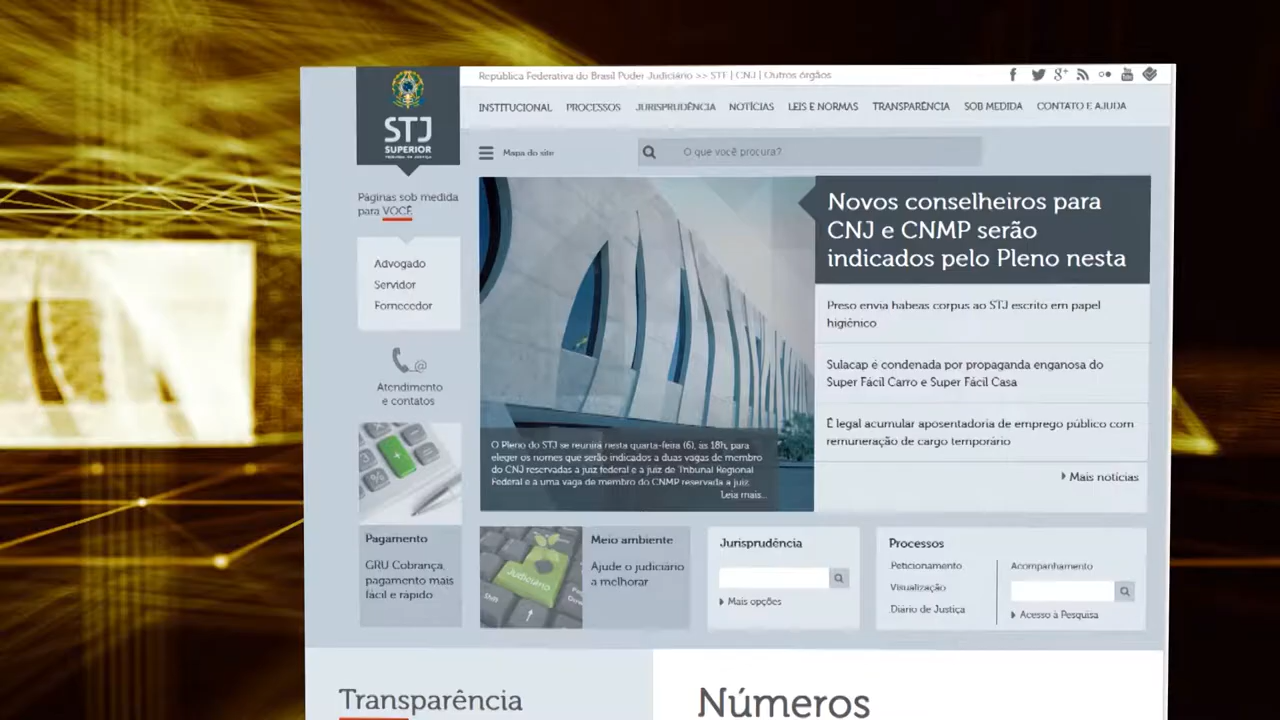 República Federativa do Brasil Poder Judiciário >> STF | CNJ | Outros órgãos
INSTITUCIONAL PROCESSOS JURISPRUDÊNCIA NOTÍCIAS LEIS E NORMAS TRANSPARÊNCIA SOB MEDIDA CONTATO E AJUDA
STJ
SUPERIOR
TRIBUNAL DE JUSTIÇA
Mapa do site
O que você procura?
Páginas sob medida
para VOCÊ
Advogado
Servidor
Fornecedor
Atendimento
e contatos
Novos conselheiros para
CNJ e CNMP serão
indicados pelo Pleno nesta
Preso envia habeas corpus ao STJ escrito em papel
higiênico
Sulacap é condenada por propaganda enganosa do
Super Fácil Carro e Super Fácil Casa
É legal acumular aposentadoria de emprego público com
remuneração de cargo temporário
Mais notícias
O Pleno do STJ se reunirá nesta quarta-feira (6), às 18h, para
eleger os nomes que serão indicados a duas vagas de membro
do CNJ reservadas a juiz federal e a juiz de Tribunal Regional
Federal e a uma vaga de membro do CNMP reservada a juiz.
Leia mais...
Pagamento
GRU Cobrança,
pagamento mais
fácil e rápido
Judiciário
Shift
Meio ambiente
Ajude o judiciário
a melhorar
Jurisprudência
Mais opções
Processos
Peticionamento
Visualização
Diário de Justiça
Acompanhamento
Acesso à Pesquisa
Transparência
Números